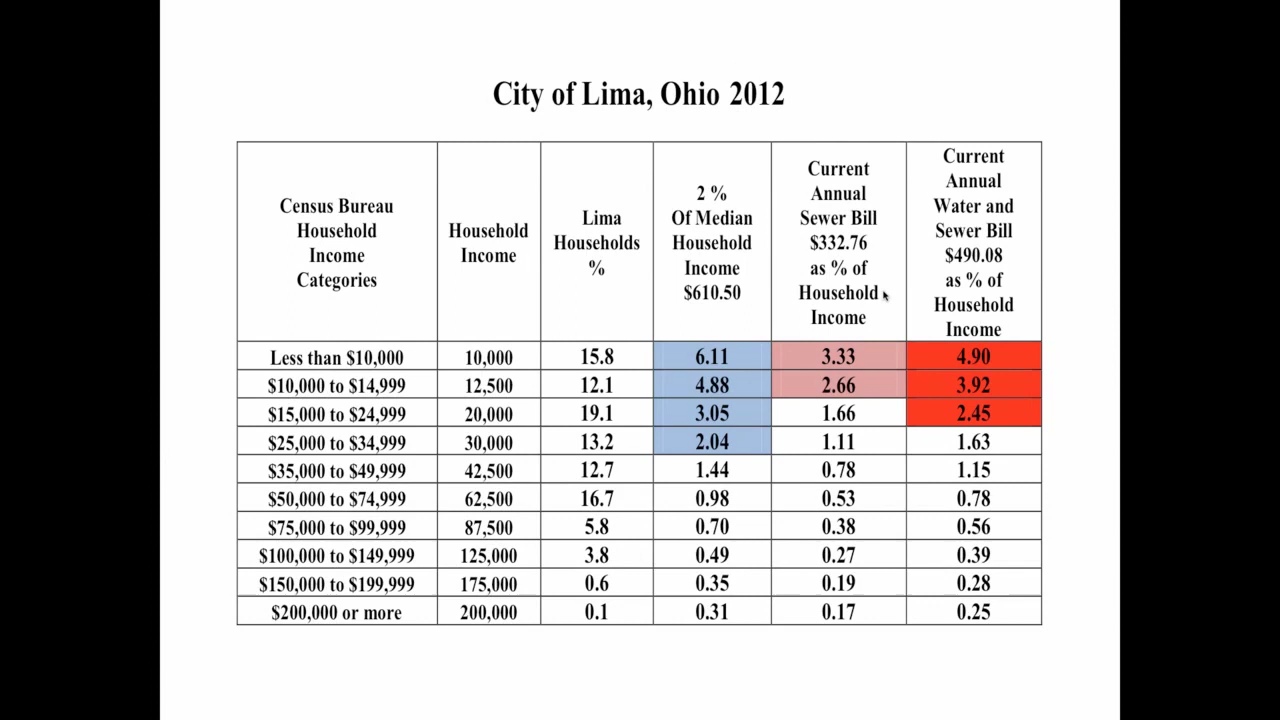 City of Lima, Ohio 2012
Census Bureau
Household
Income
Categories
Household
Income
Lima
Households
%
2 %
Of Median
Household
Income
$610.50
Current
Annual
Sewer Bill
$332.76
as % of
Household
Income
Current
Annual
Water and
Sewer Bill
$490.08
as % of
Household
Income
Less than $10,000 10,000 15.8 6.11 3.33 4.90
$10,000 to $14,999 12,500 12.1 4.88 2.66 3.92
$15,000 to $24,999 20,000 19.1 3.05 1.66 2.45
$25,000 to $34,999 30,000 13.2 2.04 1.11 1.63
$35,000 to $49,999 42,500 12.7 1.44 0.78 1.15
$50,000 to $74,999 62,500 16.7 0.98 0.53 0.78
$75,000 to $99,999 87,500 5.8 0.70 0.38 0.56
$100,000 to $149,999 125,000 3.8 0.49 0.27 0.39
$150,000 to $199,999 175,000 0.6 0.35 0.19 0.28
$200,000 or more 200,000 0.1 0.31 0.17 0.25